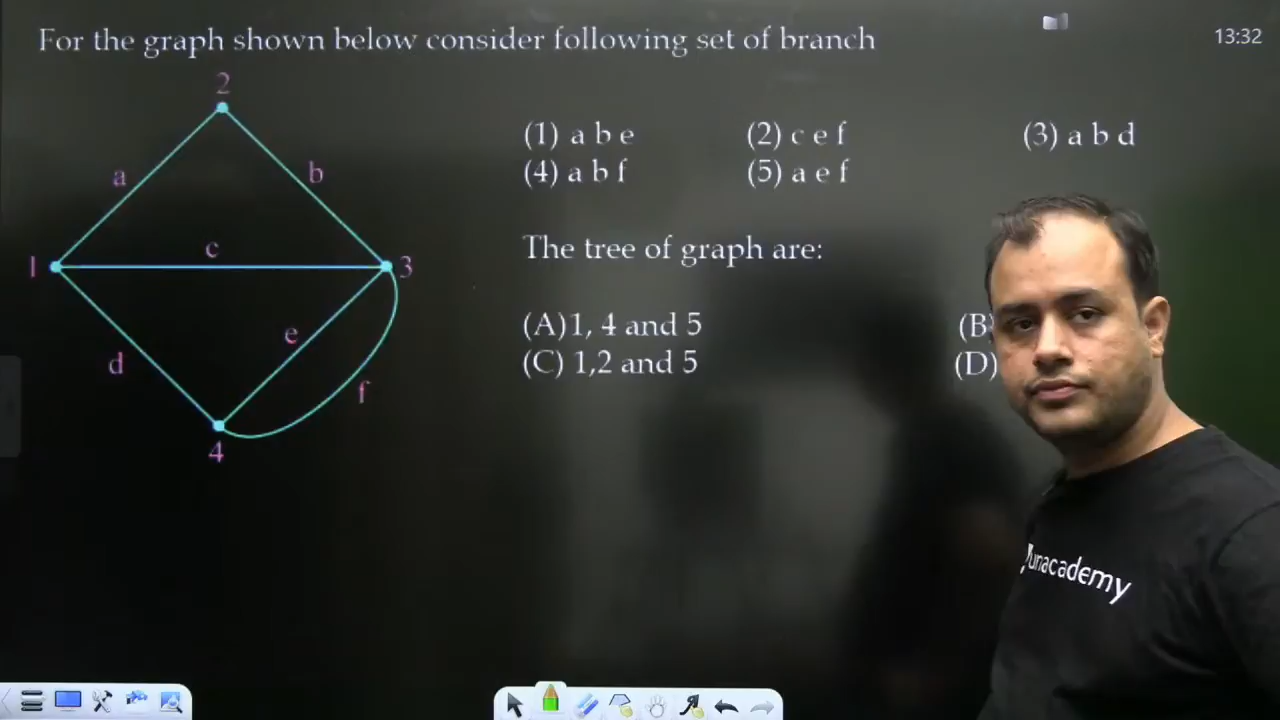 For the graph shown below consider following set of branch
13:32
2
a
b
1
c
3
d
e
f
4
(1) a b e
(2) c e f
(3) a b d
(4) a b f
(5) a e f
The tree of graph are:
(A)1, 4 and 5
(B)
(C) 1,2 and 5
(D)
unacademy